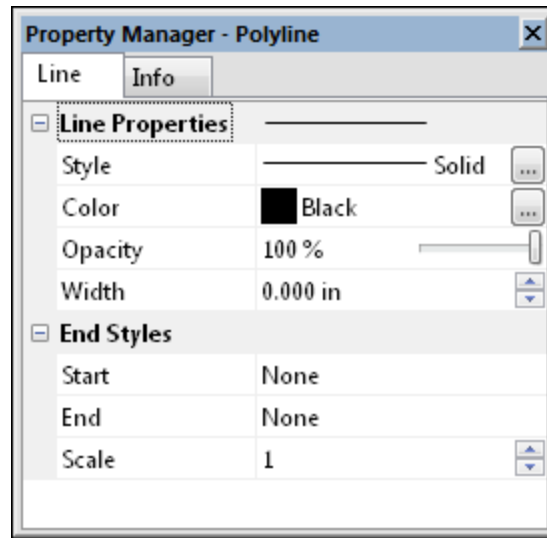 Property Manager - Polyline
Line Info
Line Properties
Style Solid ...
Color Black ...
Opacity 100 %
Width 0.000 in
End Styles
Start None
End None
Scale 1